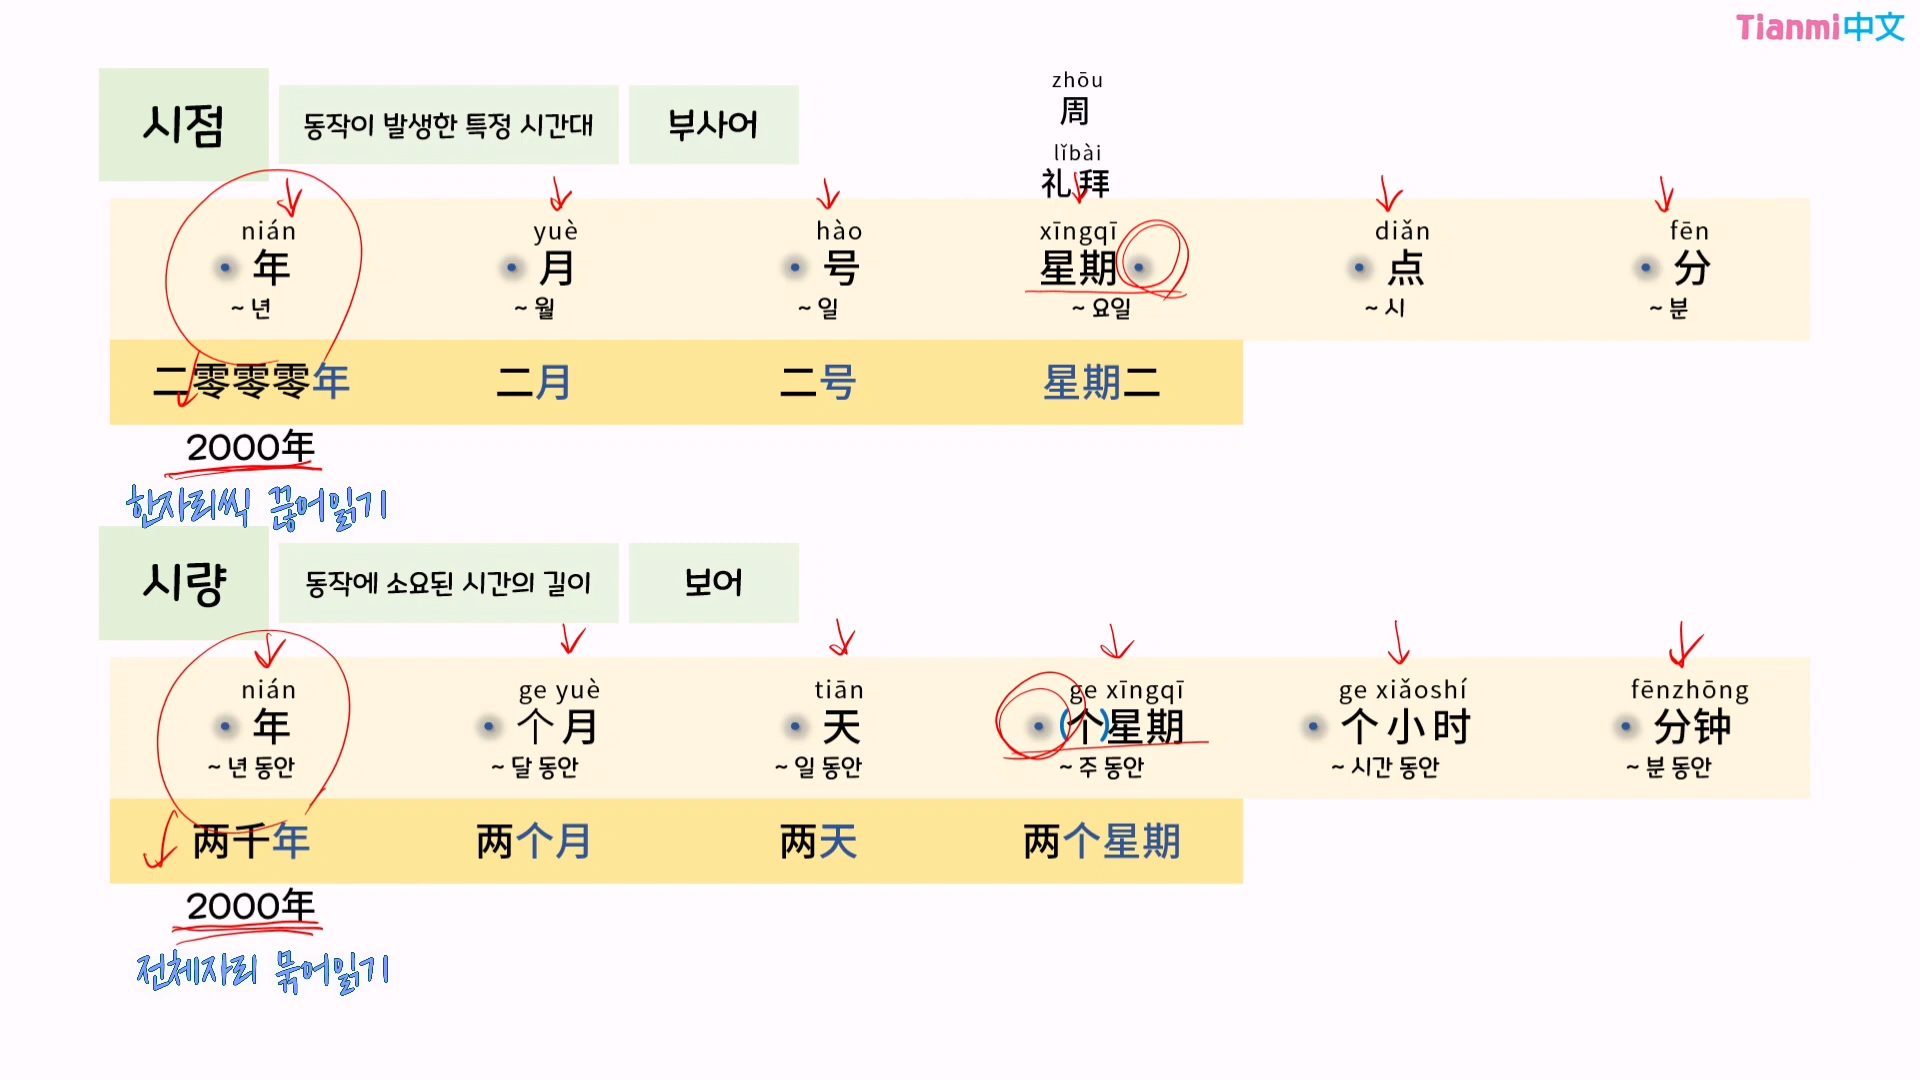 Tianmi中文
시점 동작이 발생한 특정 시간대 부사어
zhōu
周
lǐbài
礼拜
nián yuè hào xīngqī diǎn fēn
年 月 号 星期 点 分
~ 년 ~ 월 ~ 일 ~ 요일 ~ 시 ~ 분
二零零零年 二月 二号 星期二
2000年
한자리씩 끊어읽기
시량 동작에 소요된 시간의 길이 보어
nián ge yuè tiān ge xīngqī ge xiǎoshí fēnzhōng
年 个月 天 (个)星期 个小时 分钟
~ 년 동안 ~ 달 동안 ~ 일 동안 ~ 주 동안 ~ 시간 동안 ~ 분 동안
两千年 两个月 两天 两个星期
2000年
전체자리 묶어읽기